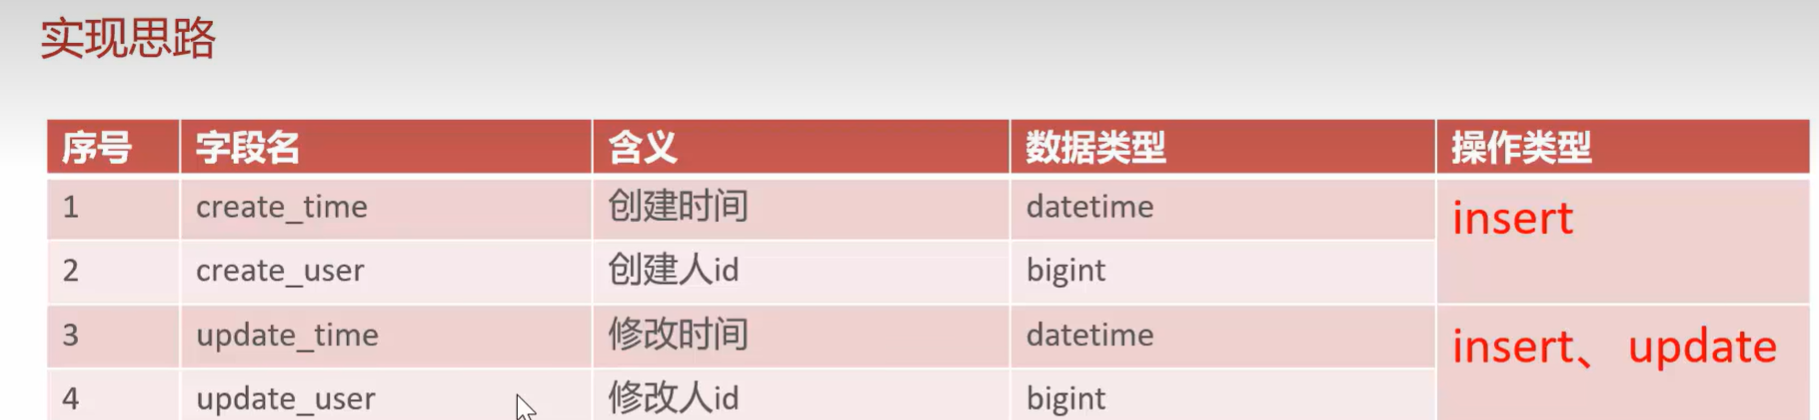 实现思路
序号 字段名 含义 数据类型 操作类型
1 create_time 创建时间 datetime insert
2 create_user 创建人id bigint
3 update_time 修改时间 datetime insert、update
4 update_user 修改人id bigint